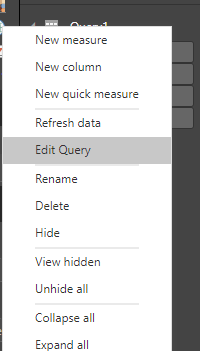 Query1
New measure
New column
New quick measure
Refresh data
Edit Query
Rename
Delete
Hide
View hidden
Unhide all
Collapse all
Expand all